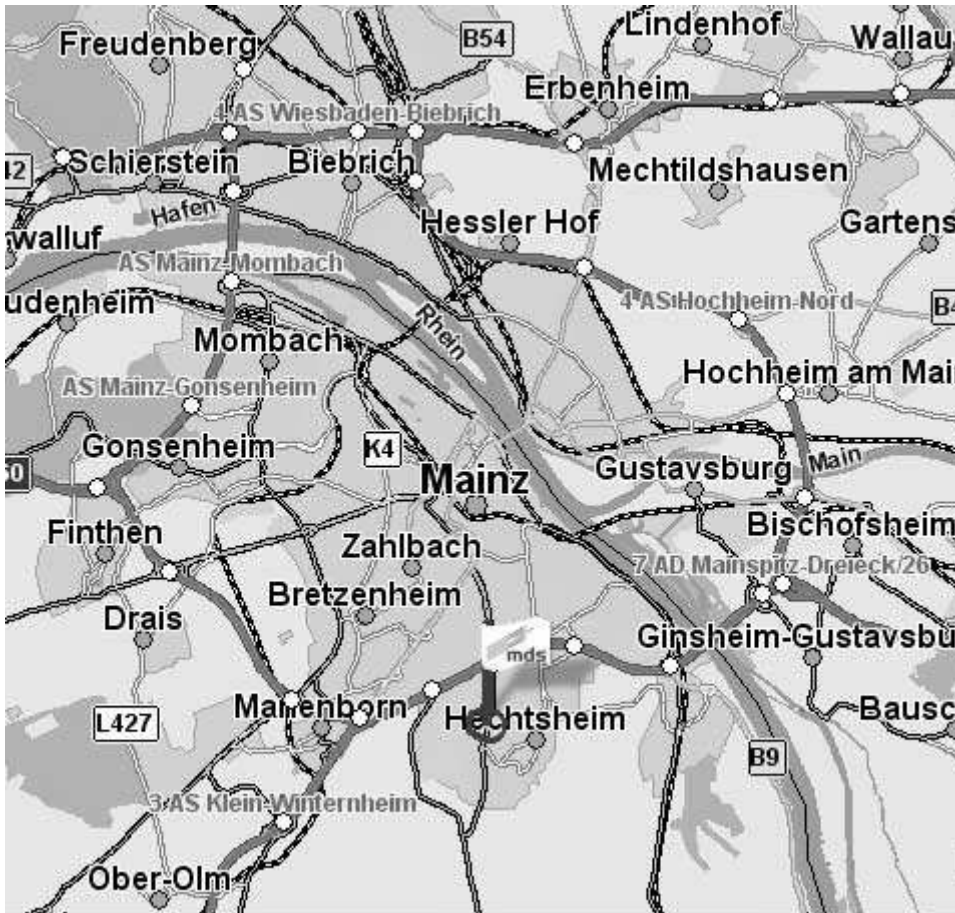 Freudenberg
B54
Lindenhof
Wallau
Erbenheim
4 AS Wiesbaden-Biebrich
42
Schierstein
Biebrich
Mechtildshausen
Hafen
Hessler Hof
Gartens
rwalluf
AS Mainz-Mombach
udenheim
Rhein
4 AS Hochheim-Nord
B4
Mombach
AS Mainz-Gonsenheim
Hochheim am Mai
Gonsenheim
K4
Mainz
Gustavsburg
Main
60
Finthen
Bischofsheim
Zahlbach
7 AD Mainspitz-Dreieck/26
Bretzenheim
Drais
mds
Ginsheim-Gustavsbu
Marienborn
Hechtsheim
Bausc
L427
B9
3 AS Klein-Winternheim
Ober-Olm